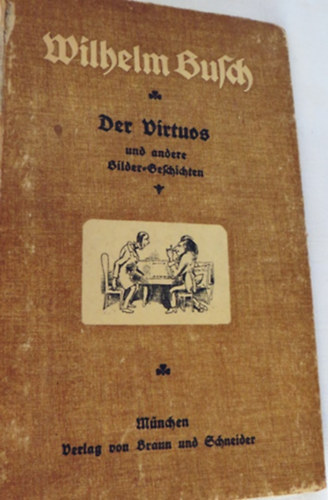 Wilhelm Buſch
Der Virtuos
und andere
Bilder-Geſchichten
München
Verlag von Braun und Schneider